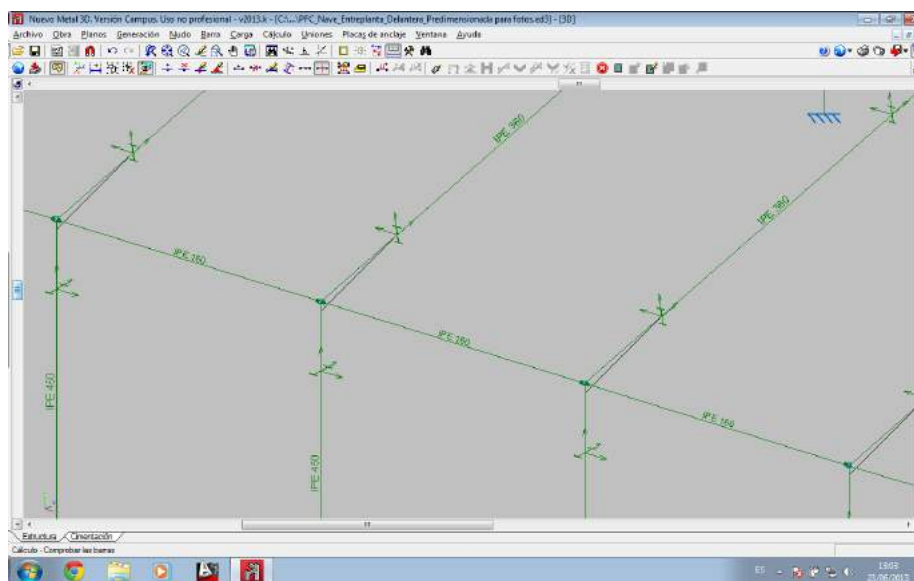 Nuevo Metal 3D. Versión Campus. Uso no profesional - v2013.k - [C:\...\PFC_Nave_Entreplanta_Delantera_Predimensionada para fotos.ed3] - [3D]
Archivo Obra Planos Generación Nudo Barra Carga Cálculo Uniones Placas de anclaje Ventana Ayuda
IPE 360
IPE 360
IPE 160
IPE 160
IPE 160
IPE 450
IPE 450
Estructura Cimentación
Cálculo - Comprobar las barras
ES
18:03
25/06/2013